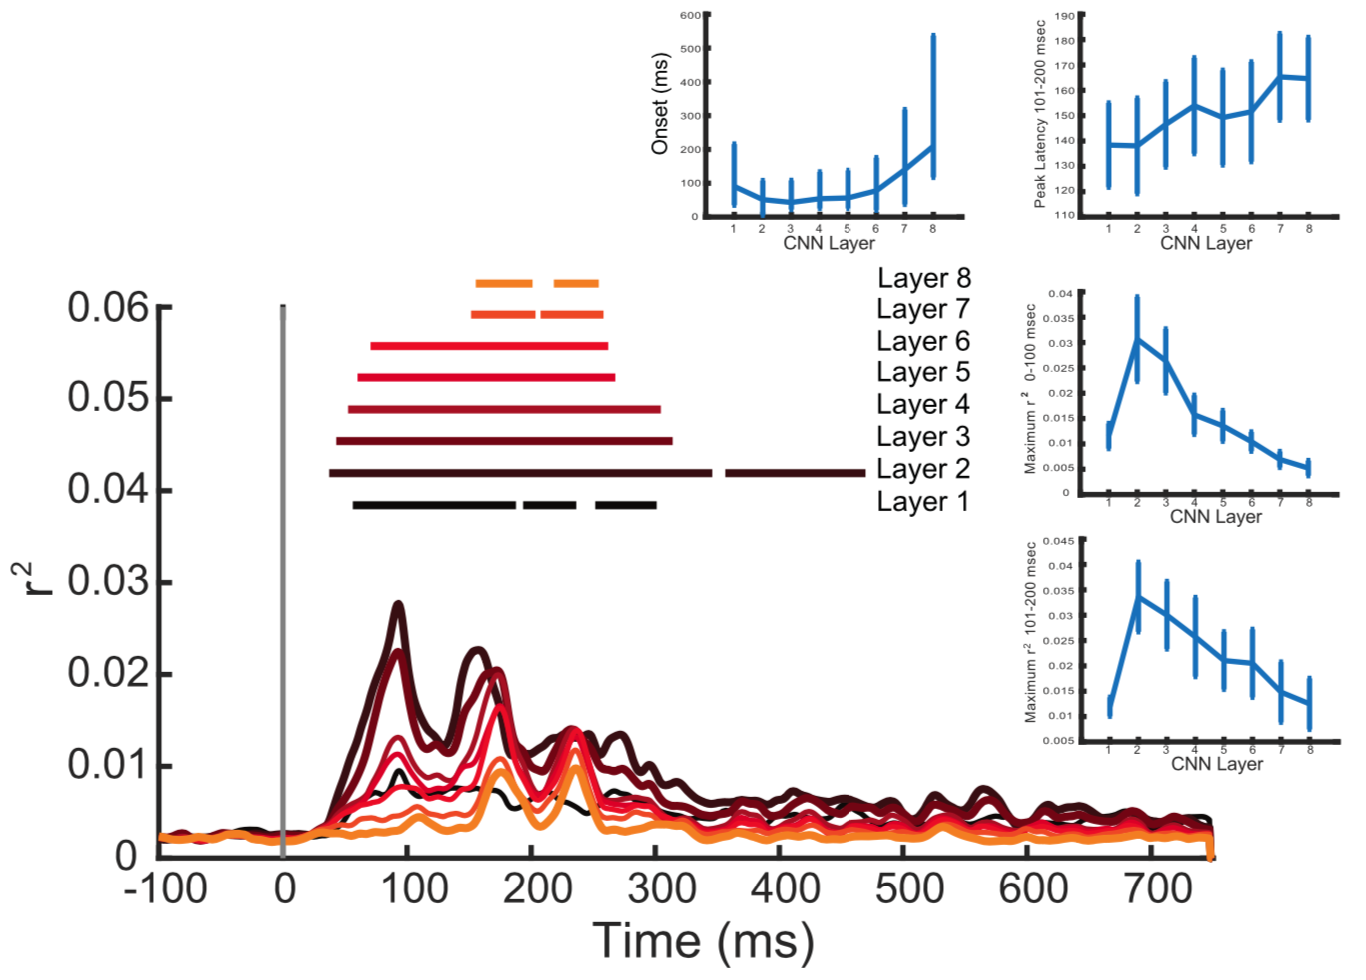 600
500
400
300
200
100
0
Onset (ms)
1 2 3 4 5 6 7 8
CNN Layer
190
180
170
160
150
140
130
120
110
Peak Latency 101-200 msec
1 2 3 4 5 6 7 8
CNN Layer
Layer 8
Layer 7
Layer 6
Layer 5
Layer 4
Layer 3
Layer 2
Layer 1
0.04
0.035
0.03
0.025
0.02
0.015
0.01
0.005
0
Maximum r² 0-100 msec
1 2 3 4 5 6 7 8
CNN Layer
0.045
0.04
0.035
0.03
0.025
0.02
0.015
0.01
0.005
Maximum r² 101-200 msec
1 2 3 4 5 6 7 8
CNN Layer
0.06
0.05
0.04
0.03
0.02
0.01
0
r²
-100 0 100 200 300 400 500 600 700
Time (ms)